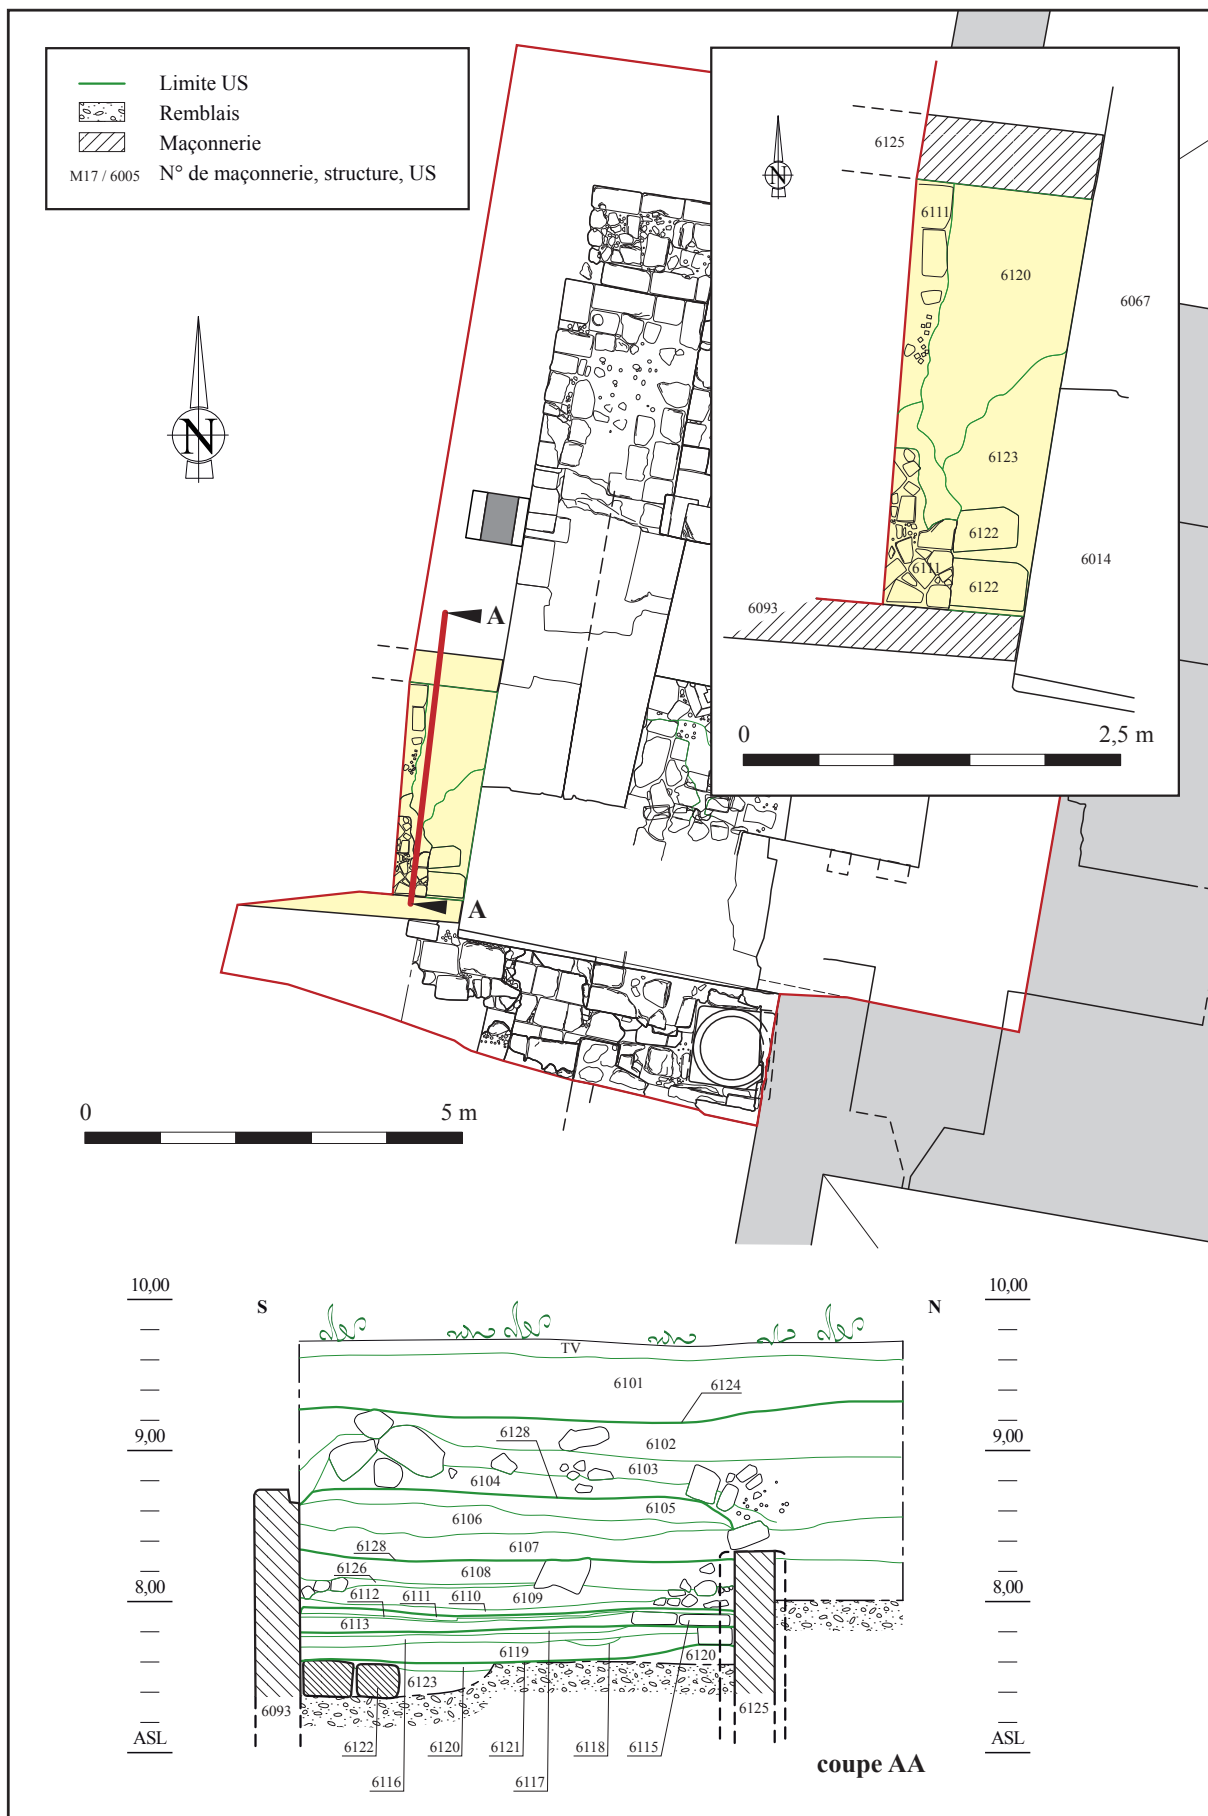 Limite US
Remblais
Maçonnerie
M17 / 6005 N° de maçonnerie, structure, US
N
N
6125
6111
6120
6067
6123
6122
6111
6122
6014
6093
0 2,5 m
A
A
0 5 m
10,00
S
N
10,00
TV
6101
6124
9,00
6128
6102
9,00
6103
6104
6105
6106
6107
6128
6126
6108
8,00
6112
6111
6110
6109
8,00
6113
6119
6120
6123
6093
6125
ASL
6122
6120
6121
6118
6115
ASL
6116
6117
coupe AA